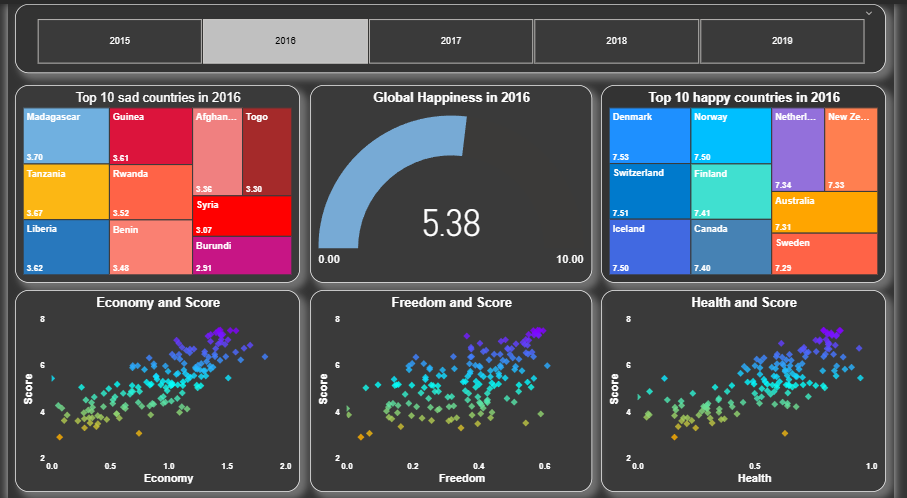 2015 2016 2017 2018 2019
Top 10 sad countries in 2016
Madagascar
3.70
Tanzania
3.67
Liberia
3.62
Guinea
3.61
Rwanda
3.52
Benin
3.48
Afghan...
3.36
Togo
3.30
Syria
3.07
Burundi
2.91
Global Happiness in 2016
5.38
0.00 10.00
Top 10 happy countries in 2016
Denmark
7.53
Switzerland
7.51
Iceland
7.50
Norway
7.50
Finland
7.41
Canada
7.40
Netherl...
7.34
New Ze...
7.33
Australia
7.31
Sweden
7.29
Economy and Score
Score
8
6
4
2
0.0 0.5 1.0 1.5 2.0
Economy
Freedom and Score
Score
8
6
4
2
0.0 0.2 0.4 0.6
Freedom
Health and Score
Score
8
6
4
2
0.0 0.5 1.0
Health